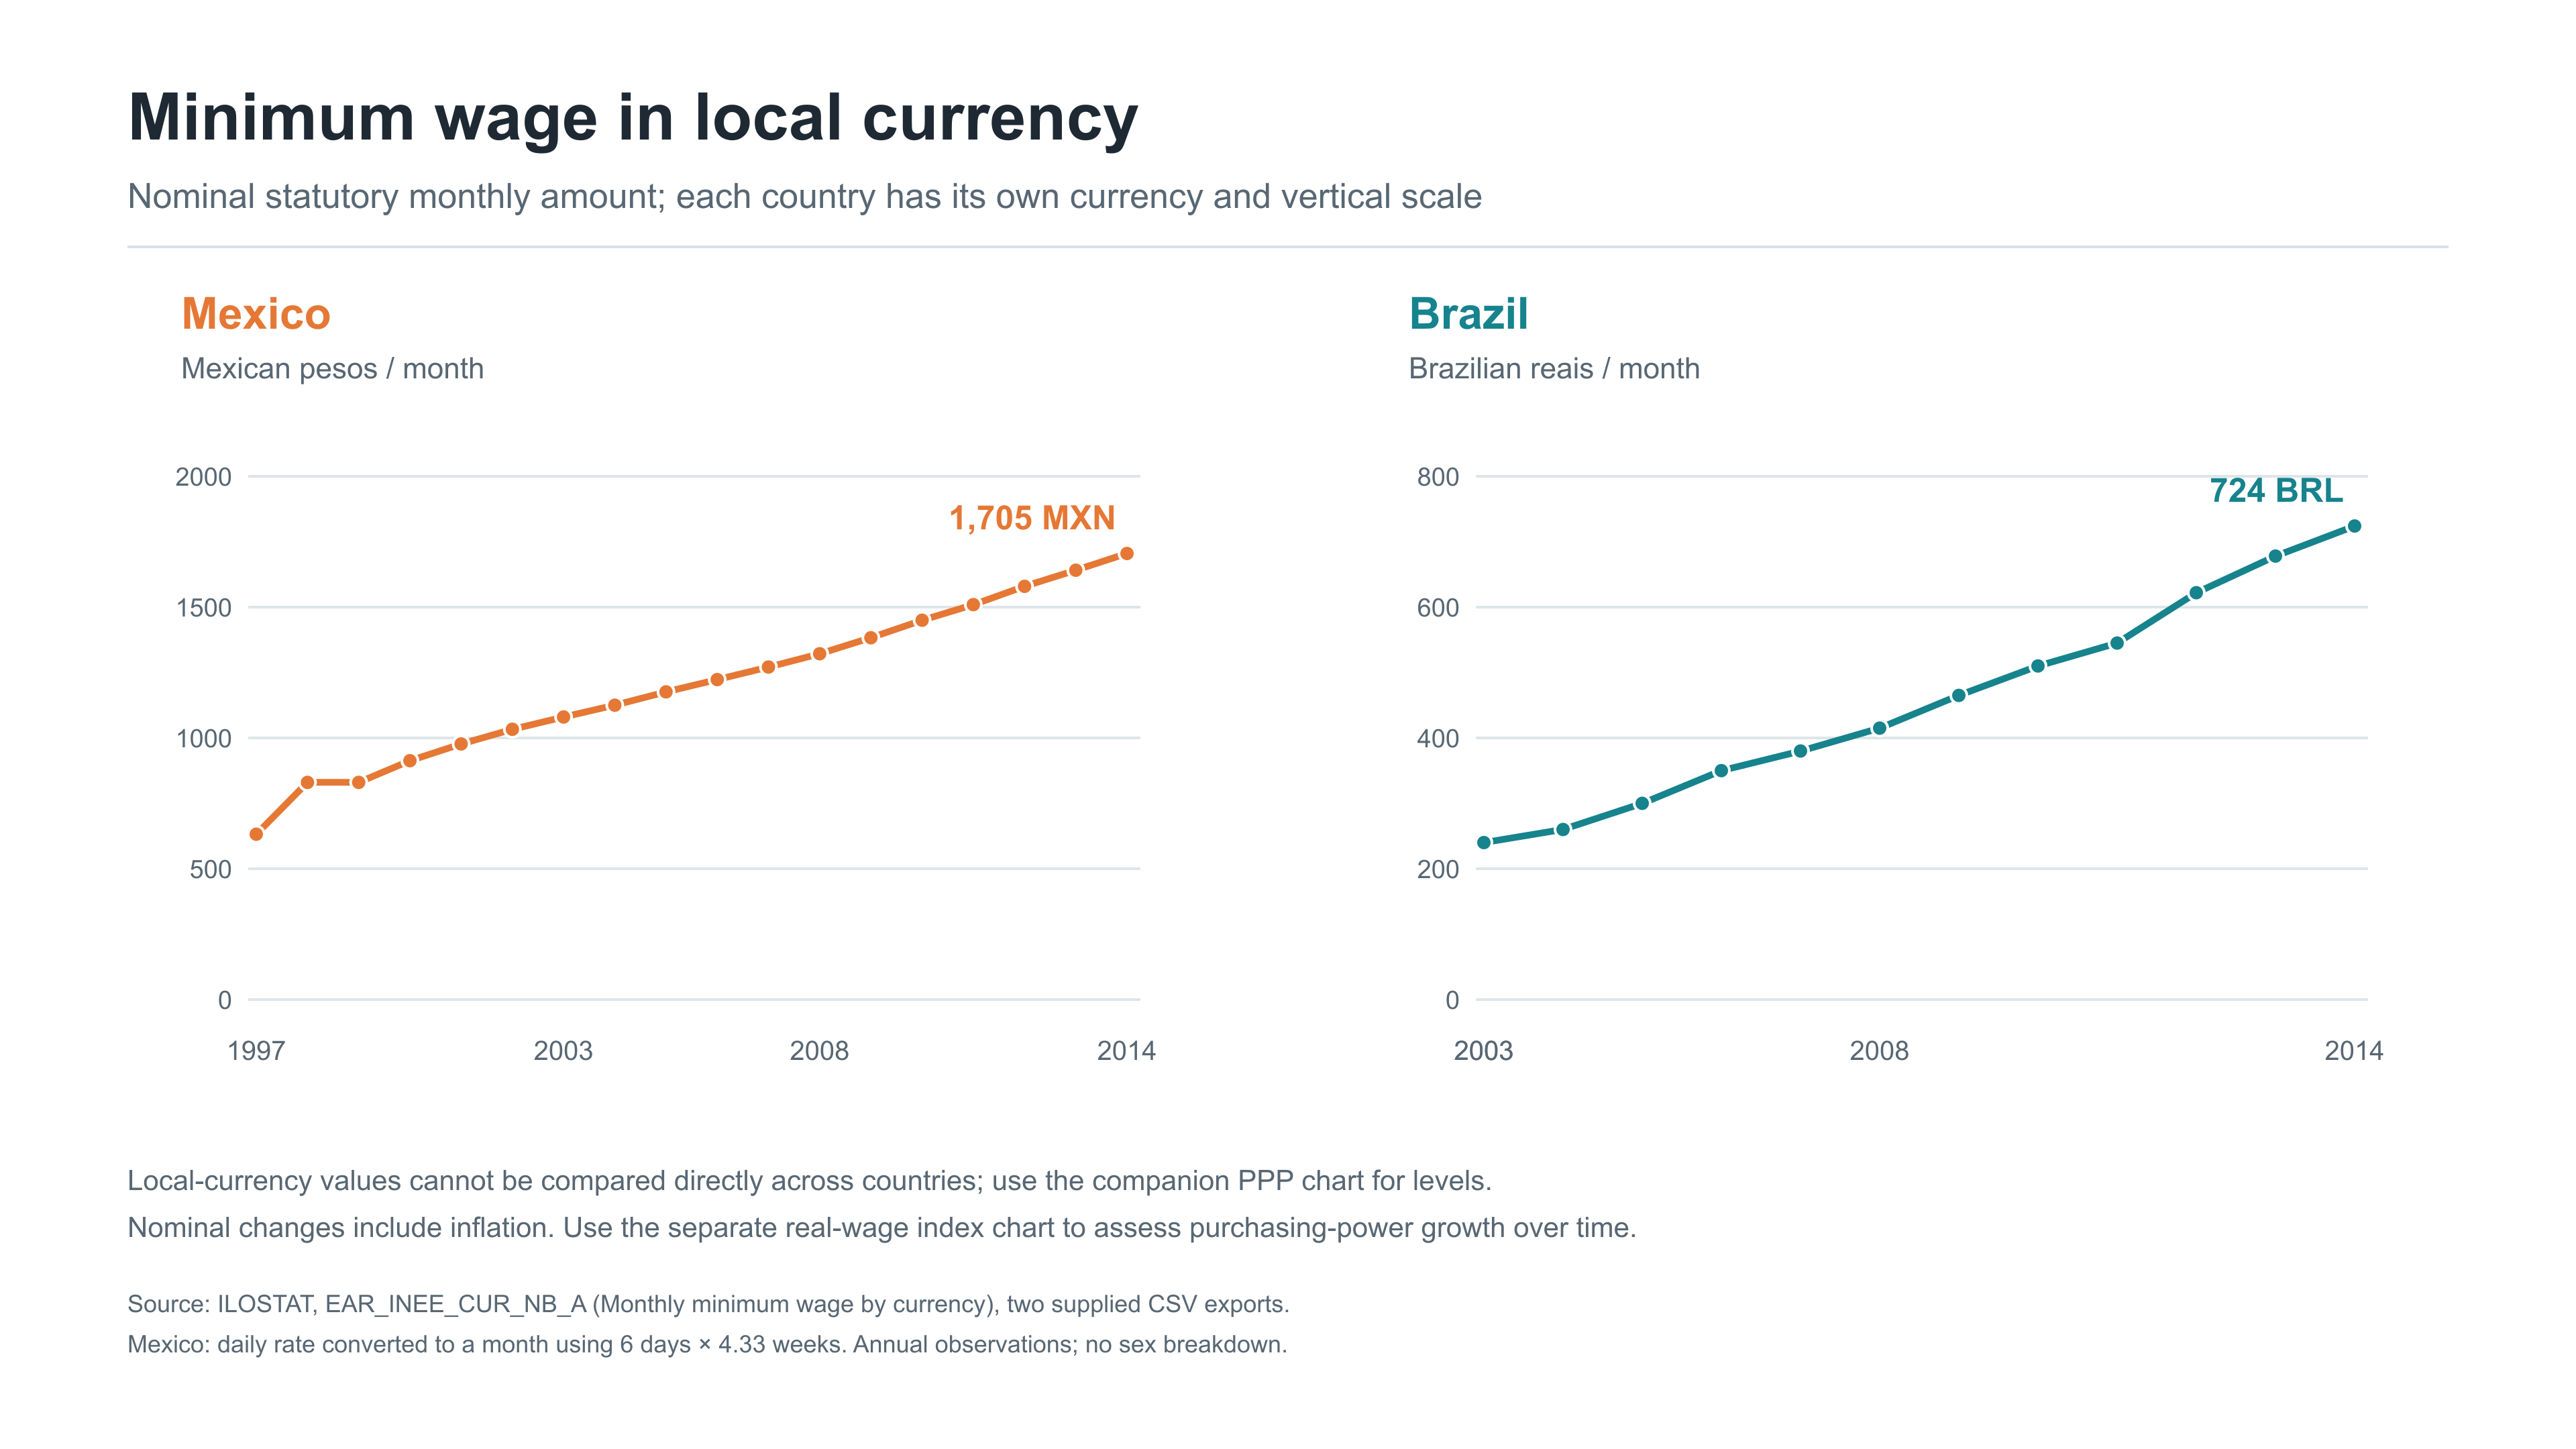 Minimum wage in local currency
Nominal statutory monthly amount; each country has its own currency and vertical scale
Mexico
Mexican pesos / month
2000
1500
1000
500
0
1,705 MXN
1997
2003
2008
2014
Brazil
Brazilian reais / month
800
600
400
200
0
724 BRL
2003
2008
2014
Local-currency values cannot be compared directly across countries; use the companion PPP chart for levels.
Nominal changes include inflation. Use the separate real-wage index chart to assess purchasing-power growth over time.
Source: ILOSTAT, EAR_INEE_CUR_NB_A (Monthly minimum wage by currency), two supplied CSV exports.
Mexico: daily rate converted to a month using 6 days × 4.33 weeks. Annual observations; no sex breakdown.